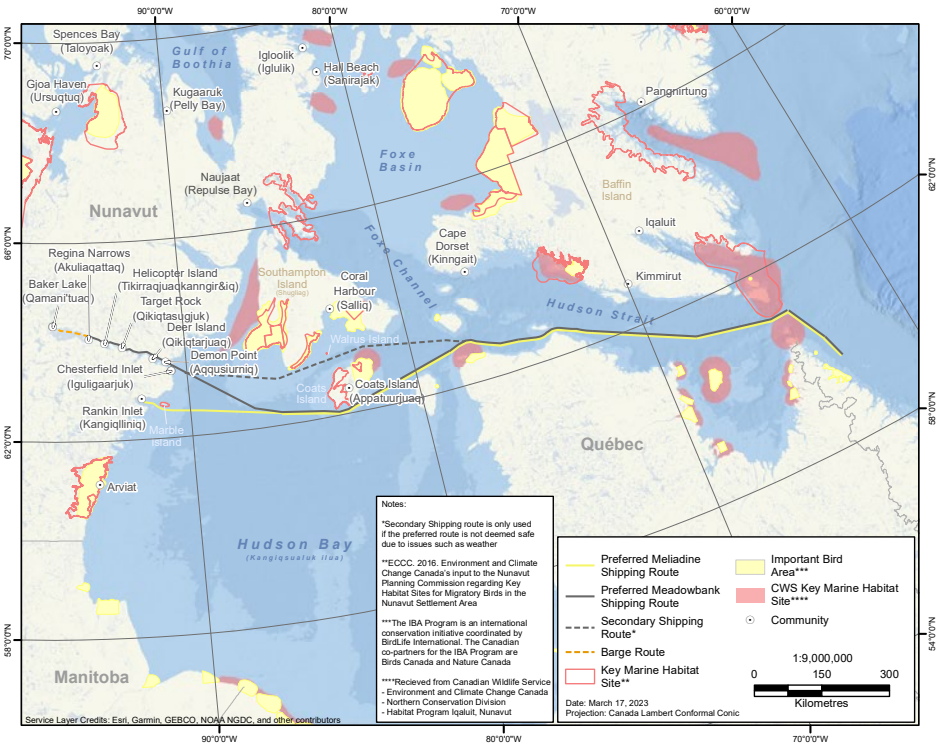 90°0'0"W
80°0'0"W
70°0'0"W
60°0'0"W
70°0'0"N
66°0'0"N
62°0'0"N
58°0'0"N
62°0'0"N
58°0'0"N
54°0'0"N
Spences Bay
(Taloyoak)
Gulf of
Boothia
Igloolik
(Iglulik)
Hall Beach
(Sanirajak)
Gjoa Haven
(Ursuqtuq)
Kugaaruk
(Pelly Bay)
Pangnirtung
Foxe
Basin
Naujaat
(Repulse Bay)
Baffin
Island
Nunavut
Iqaluit
Cape
Dorset
(Kinngait)
Foxe Channel
Regina Narrows
(Akuliaqattaq)
Helicopter Island
(Tikirraqjuaqkanngir&iq)
Southampton
Island
(Shugliaq)
Coral
Harbour
(Salliq)
Kimmirut
Baker Lake
(Qamani'tuac)
Target Rock
(Qikiqtasugjuk)
Hudson Strait
Deer Island
(Qikiqtarjuaq)
Walrus Island
Demon Point
(Aqqusiurniq)
Chesterfield Inlet
(Iguligaarjuk)
Coats
Island
Coats Island
(Appatuurjuaq)
Rankin Inlet
(Kangiqlliniq)
Marble
Island
Québec
Arviat
Hudson Bay
(Kangiqsualuk Ilua)
Manitoba
Notes:
*Secondary Shipping route is only used
if the preferred route is not deemed safe
due to issues such as weather
**ECCC. 2016. Environment and Climate
Change Canada's input to the Nunavut
Planning Commission regarding Key
Habitat Sites for Migratory Birds in the
Nunavut Settlement Area
***The IBA Program is an international
conservation initiative coordinated by
BirdLife International. The Canadian
co-partners for the IBA Program are
Birds Canada and Nature Canada
****Recieved from Canadian Wildlife Service
- Environment and Climate Change Canada
- Northern Conservation Division
- Habitat Program Iqaluit, Nunavut
Preferred Meliadine
Shipping Route
Preferred Meadowbank
Shipping Route
Secondary Shipping
Route*
Barge Route
Key Marine Habitat
Site**
Important Bird
Area***
CWS Key Marine Habitat
Site****
Community
1:9,000,000
0 150 300
Kilometres
Date: March 17, 2023
Projection: Canada Lambert Conformal Conic
Service Layer Credits: Esri, Garmin, GEBCO, NOAA NGDC, and other contributors
90°0'0"W
80°0'0"W
70°0'0"W